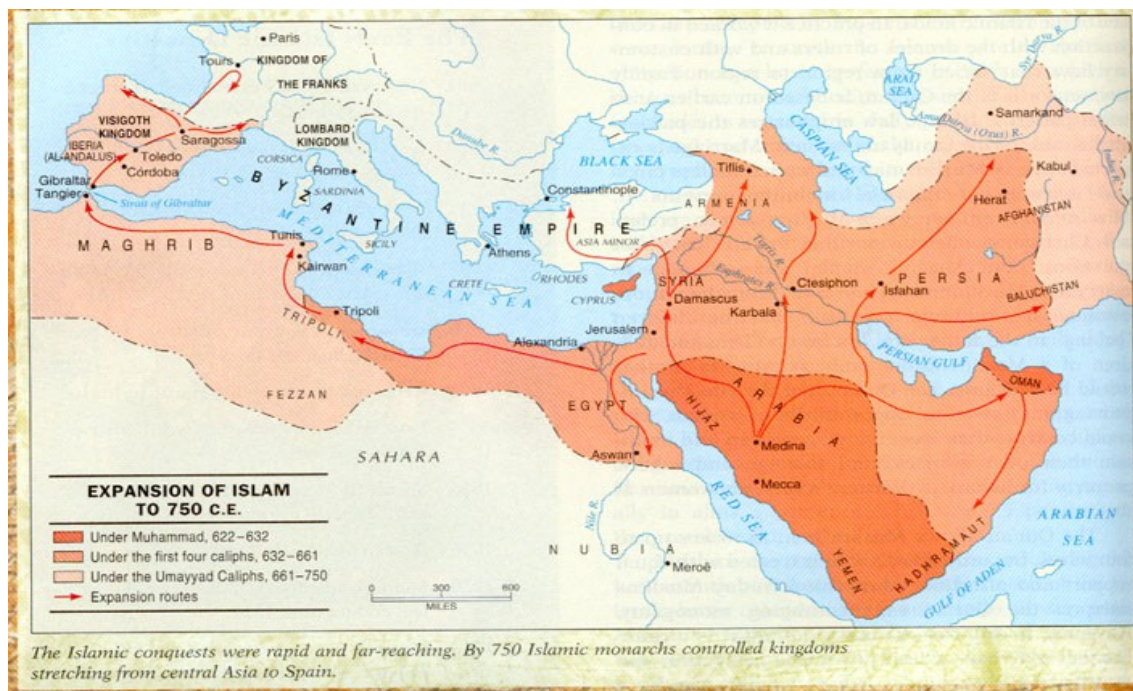 Paris
Tours
KINGDOM OF
THE FRANKS
VISIGOTH
KINGDOM
IBERIA
(AL-ANDALUS)
Saragossa
Toledo
Córdoba
Gibraltar
Tangier
Strait of Gibraltar
LOMBARD
KINGDOM
CORSICA
Rome
SARDINIA
SICILY
BYZANTINE EMPIRE
MEDITERRANEAN SEA
Danube R.
BLACK SEA
Constantinople
ASIA MINOR
Athens
CRETE
RHODES
CYPRUS
MAGHRIB
Tunis
Kairwan
Tripoli
TRIPOLI
FEZZAN
SAHARA
Alexandria
EGYPT
Aswan
Nile R.
NUBIA
Meroë
Tiflis
ARMENIA
CASPIAN SEA
ARAL
SEA
Syr Darya R.
Amu Darya (Oxus) R.
Samarkand
Kabul
Indus R.
Herat
AFGHANISTAN
PERSIA
BALUCHISTAN
Isfahan
Tigris R.
Euphrates R.
Ctesiphon
Karbala
SYRIA
Damascus
Jerusalem
PERSIAN GULF
OMAN
ARABIA
HIJAZ
Medina
Mecca
RED SEA
YEMEN
HADHRAMAUT
GULF OF ADEN
ARABIAN
SEA
EXPANSION OF ISLAM
TO 750 C.E.
Under Muhammad, 622–632
Under the first four caliphs, 632–661
Under the Umayyad Caliphs, 661–750
Expansion routes
0 300 600
MILES
The Islamic conquests were rapid and far-reaching. By 750 Islamic monarchs controlled kingdoms
stretching from central Asia to Spain.